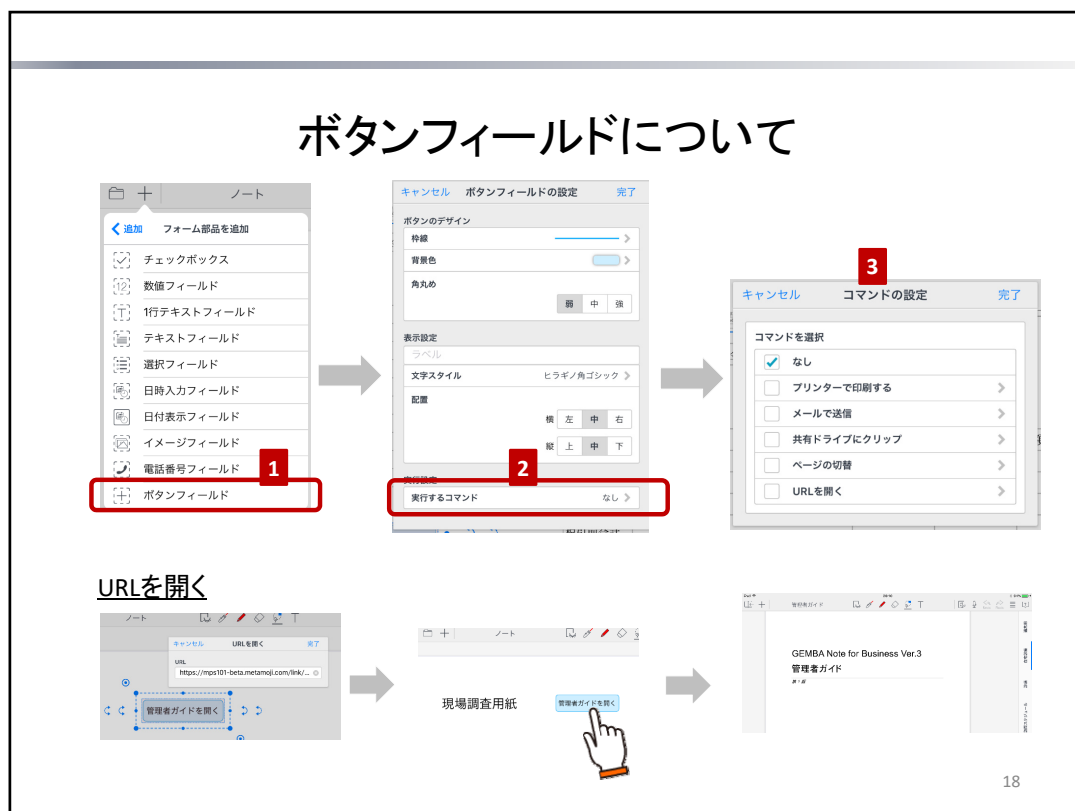 ボタンフィールドについて
ノート
追加 フォーム部品を追加
チェックボックス
数値フィールド
1行テキストフィールド
テキストフィールド
選択フィールド
日時入力フィールド
日付表示フィールド
イメージフィールド
電話番号フィールド
1
ボタンフィールド
キャンセル ボタンフィールドの設定 完了
ボタンのデザイン
枠線
背景色
角丸め
弱 中 強
表示設定
ラベル
文字スタイル ヒラギノ角ゴシック
配置
横 左 中 右
縦 上 中 下
2
実行設定
実行するコマンド なし
3
キャンセル コマンドの設定 完了
コマンドを選択
なし
プリンターで印刷する
メールで送信
共有ドライブにクリップ
ページの切替
URLを開く
URLを開く
ノート
キャンセル URLを開く 完了
URL
https://mps101-beta.metamoji.com/link/...
管理者ガイドを開く
ノート
現場調査用紙
管理者ガイドを開く
管理者ガイド
GEMBA Note for Business Ver.3
管理者ガイド
18